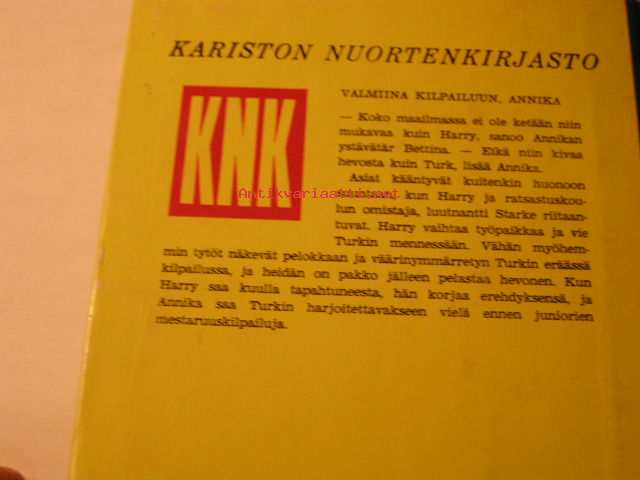 KARISTON NUORTENKIRJASTO
KNK
VALMIINA KILPAILUUN, ANNIKA
— Koko maailmassa ei ole ketään niin
mukavaa kuin Harry, sanoo Annikan
ystävätär Bettina. — Eikä niin kivaa
hevosta kuin Turk, lisää Annika.
Asiat kääntyvät kuitenkin huonoon
kun Harry ja ratsastuskou-
lun omistaja, luutnantti Starke riitaan-
tuvat. Harry vaihtaa työpaikkaa ja vie
Turkin mennessään. Vähän myöhem-
min tytöt näkevät pelokkaan ja väärinymmärretyn Turkin eräässä
kilpailussa, ja heidän on pakko jälleen pelastaa hevonen. Kun
Harry saa kuulla tapahtuneesta, hän korjaa erehdyksensä, ja
Annika saa Turkin harjoitettavakseen vielä ennen juniorien
mestaruuskilpailuja.